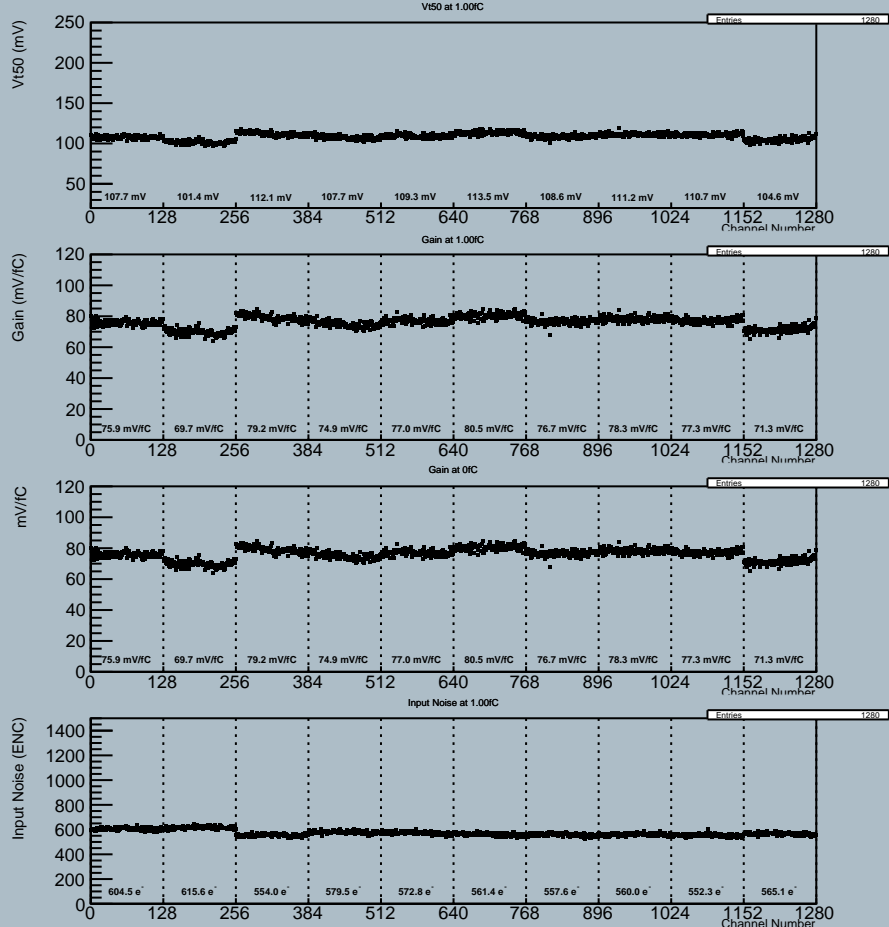 Vt50 at 1.00fC
Entries 1280
Vt50 (mV)
250
200
150
100
50
107.7 mV 101.4 mV 112.1 mV 107.7 mV 109.3 mV 113.5 mV 108.6 mV 111.2 mV 110.7 mV 104.6 mV
0 128 256 384 512 640 768 896 1024 1152 1280
Channel Number
Gain at 1.00fC
Entries 1280
Gain (mV/fC)
120
100
80
60
40
20
0
75.9 mV/fC 69.7 mV/fC 79.2 mV/fC 74.9 mV/fC 77.0 mV/fC 80.5 mV/fC 76.7 mV/fC 78.3 mV/fC 77.3 mV/fC 71.3 mV/fC
0 128 256 384 512 640 768 896 1024 1152 1280
Channel Number
Gain at 0fC
Entries 1280
mV/fC
120
100
80
60
40
20
0
75.9 mV/fC 69.7 mV/fC 79.2 mV/fC 74.9 mV/fC 77.0 mV/fC 80.5 mV/fC 76.7 mV/fC 78.3 mV/fC 77.3 mV/fC 71.3 mV/fC
0 128 256 384 512 640 768 896 1024 1152 1280
Channel Number
Input Noise at 1.00fC
Entries 1280
Input Noise (ENC)
1400
1200
1000
800
600
400
200
0
604.5 e⁻ 615.6 e⁻ 554.0 e⁻ 579.5 e⁻ 572.8 e⁻ 561.4 e⁻ 557.6 e⁻ 560.0 e⁻ 552.3 e⁻ 565.1 e⁻
0 128 256 384 512 640 768 896 1024 1152 1280
Channel Number